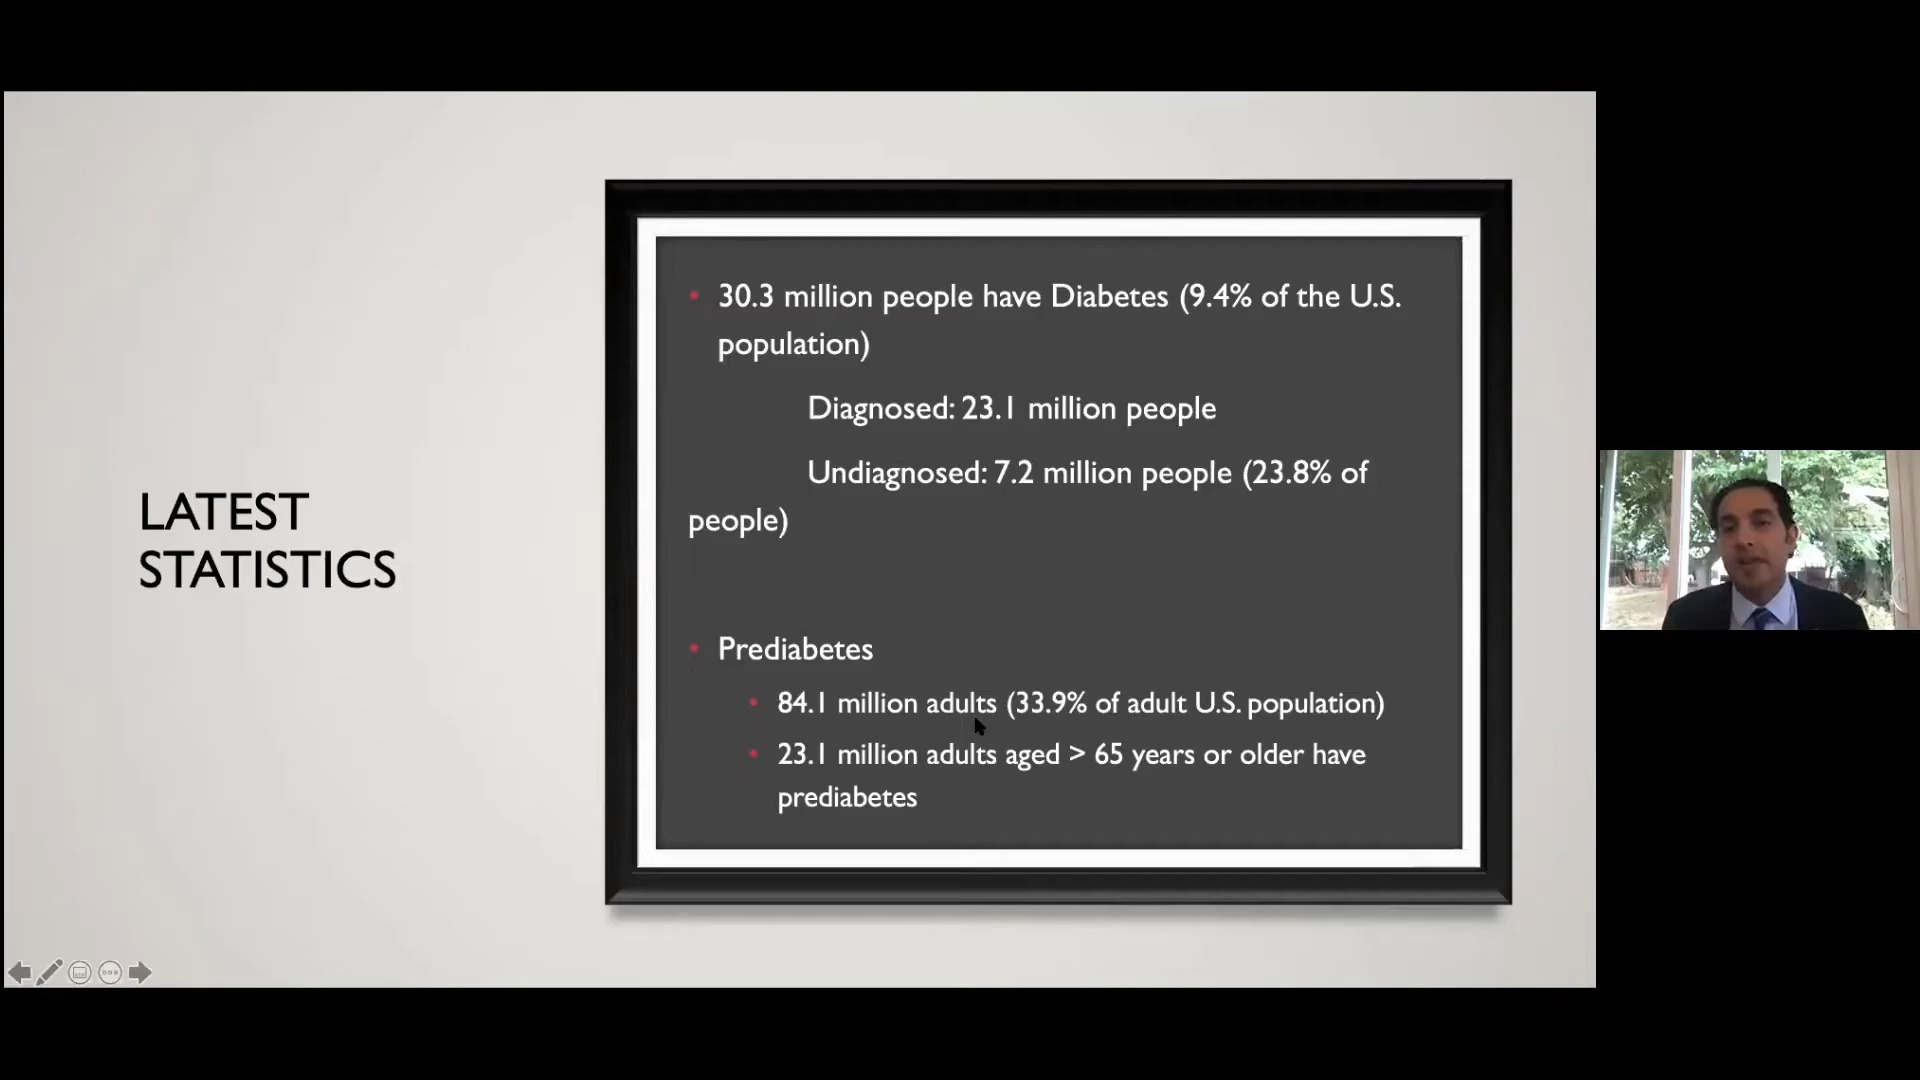 LATEST
STATISTICS
• 30.3 million people have Diabetes (9.4% of the U.S.
population)
Diagnosed: 23.1 million people
Undiagnosed: 7.2 million people (23.8% of
people)
• Prediabetes
• 84.1 million adults (33.9% of adult U.S. population)
• 23.1 million adults aged > 65 years or older have
prediabetes